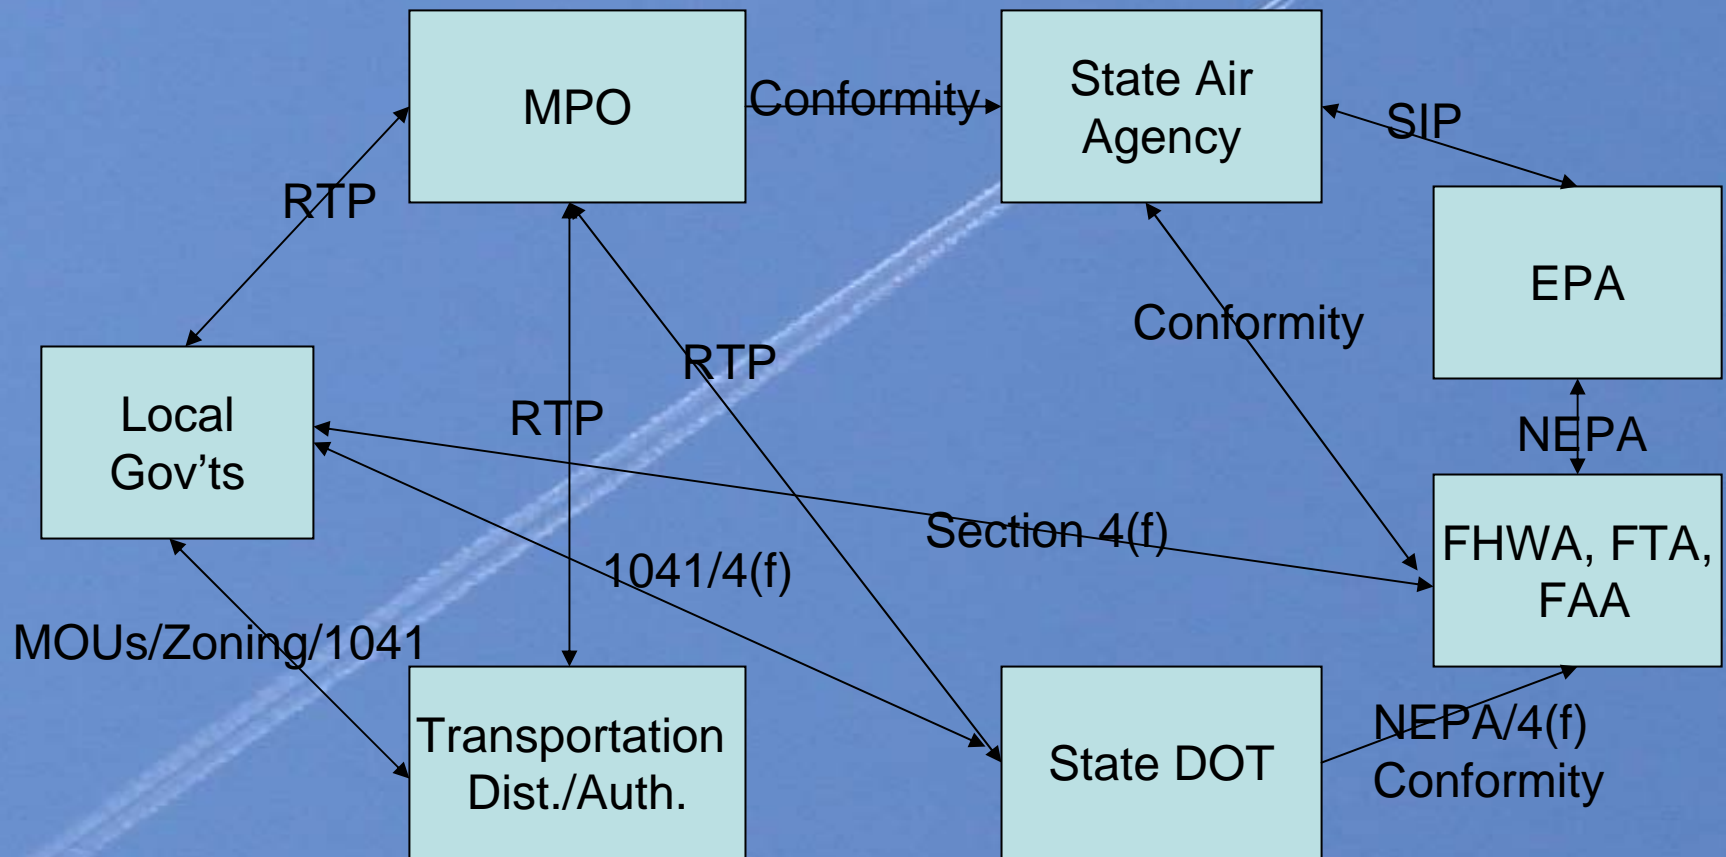 MPO
Conformity
State Air
Agency
SIP
RTP
EPA
Conformity
RTP
RTP
Local
Gov’ts
NEPA
Section 4(f)
FHWA, FTA,
FAA
1041/4(f)
MOUs/Zoning/1041
Transportation
Dist./Auth.
State DOT
NEPA/4(f)
Conformity